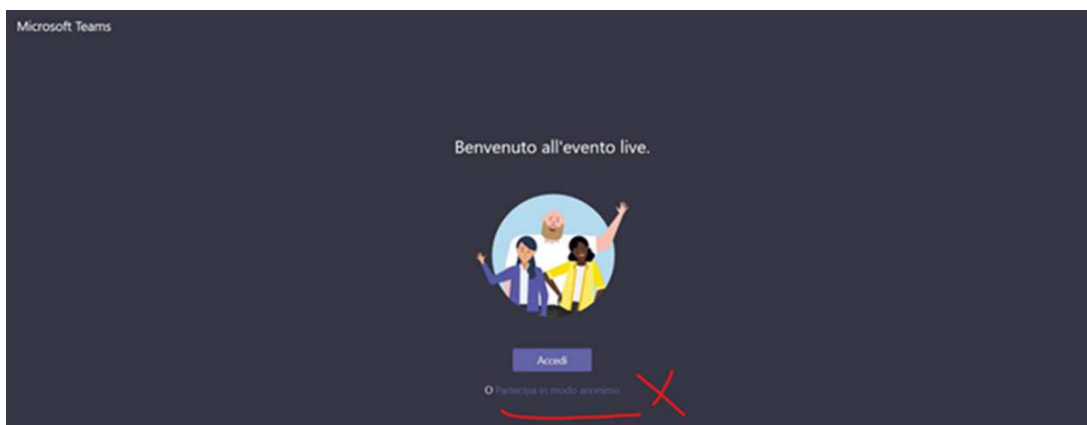 Microsoft Teams
Benvenuto all'evento live.
Accedi
O Partecipa in modo anonimo